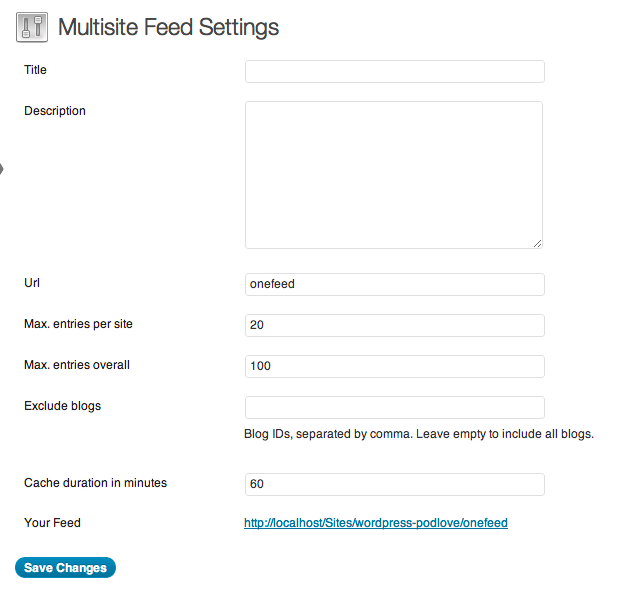 Multisite Feed Settings
Title
Description
Url
onefeed
Max. entries per site
20
Max. entries overall
100
Exclude blogs
Blog IDs, separated by comma. Leave empty to include all blogs.
Cache duration in minutes
60
Your Feed
http://localhost/Sites/wordpress-podlove/onefeed
Save Changes